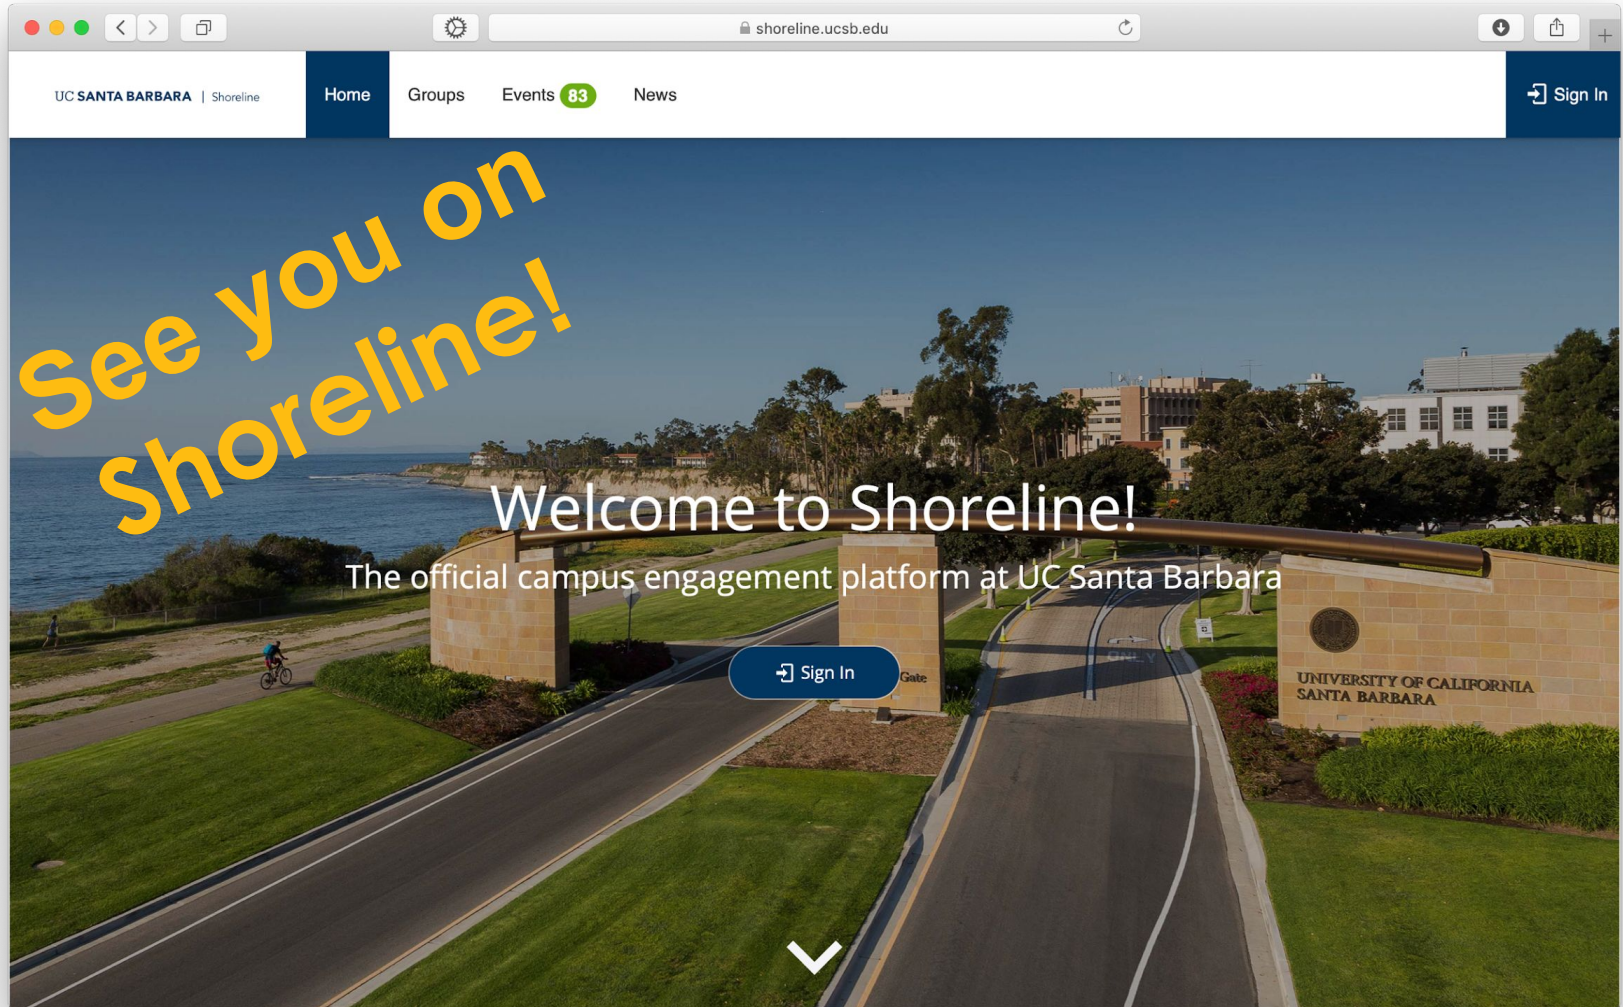 shoreline.ucsb.edu
UC SANTA BARBARA | Shoreline
Home
Groups
Events 83
News
Sign In
See you on
Shoreline!
Welcome to Shoreline!
The official campus engagement platform at UC Santa Barbara
Sign In
Gate
ONLY
UNIVERSITY OF CALIFORNIA
SANTA BARBARA